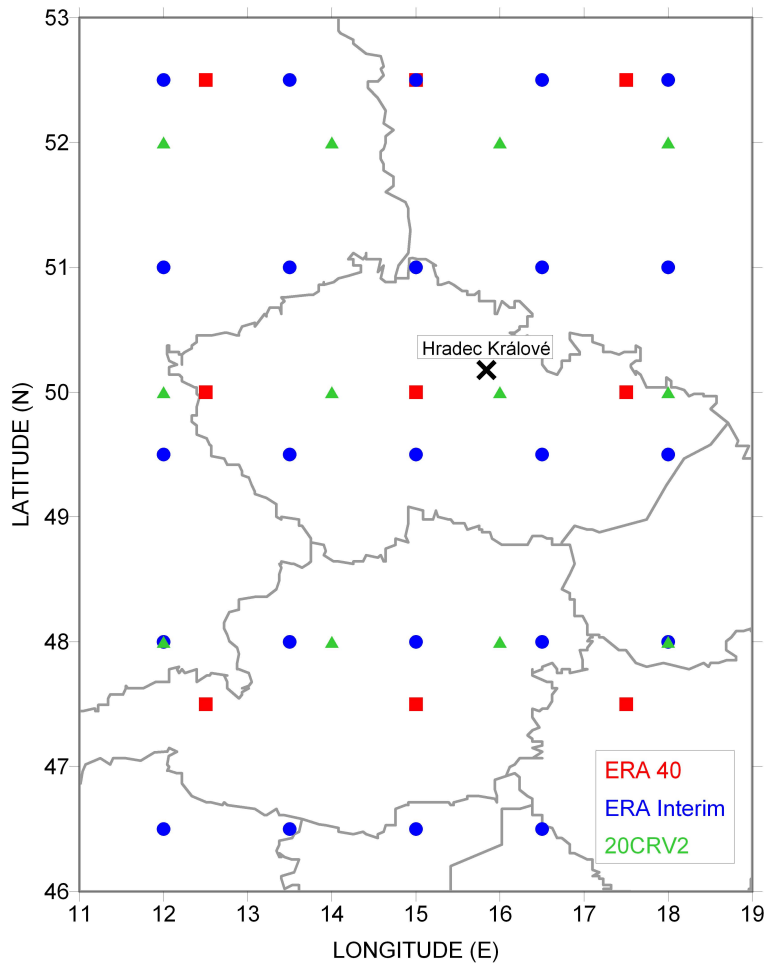 53
52
51
50
49
48
47
46
LATITUDE (N)
Hradec Králové
ERA 40
ERA Interim
20CRV2
11 12 13 14 15 16 17 18 19
LONGITUDE (E)